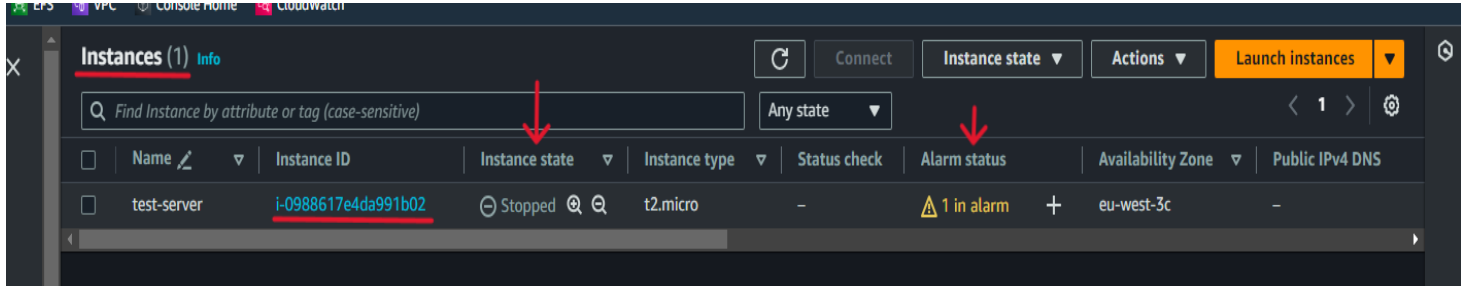 EFS VPC Console Home CloudWatch
Instances (1) Info Connect Instance state Actions Launch instances
Find Instance by attribute or tag (case-sensitive) Any state 1
Name Instance ID Instance state Instance type Status check Alarm status Availability Zone Public IPv4 DNS
test-server i-0988617e4da991b02 Stopped t2.micro – 1 in alarm + eu-west-3c –